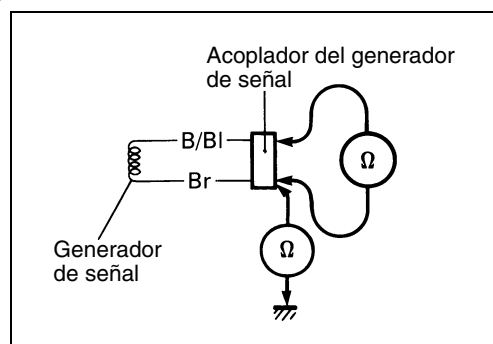 Acoplador del generador
de señal
B/Bl
Br
Ω
Ω
Generador
de señal